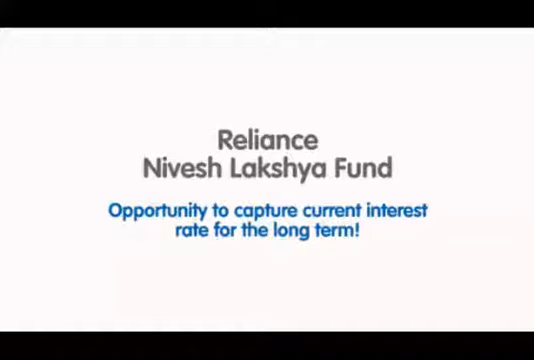 Reliance
Nivesh Lakshya Fund
Opportunity to capture current interest
rate for the long term!